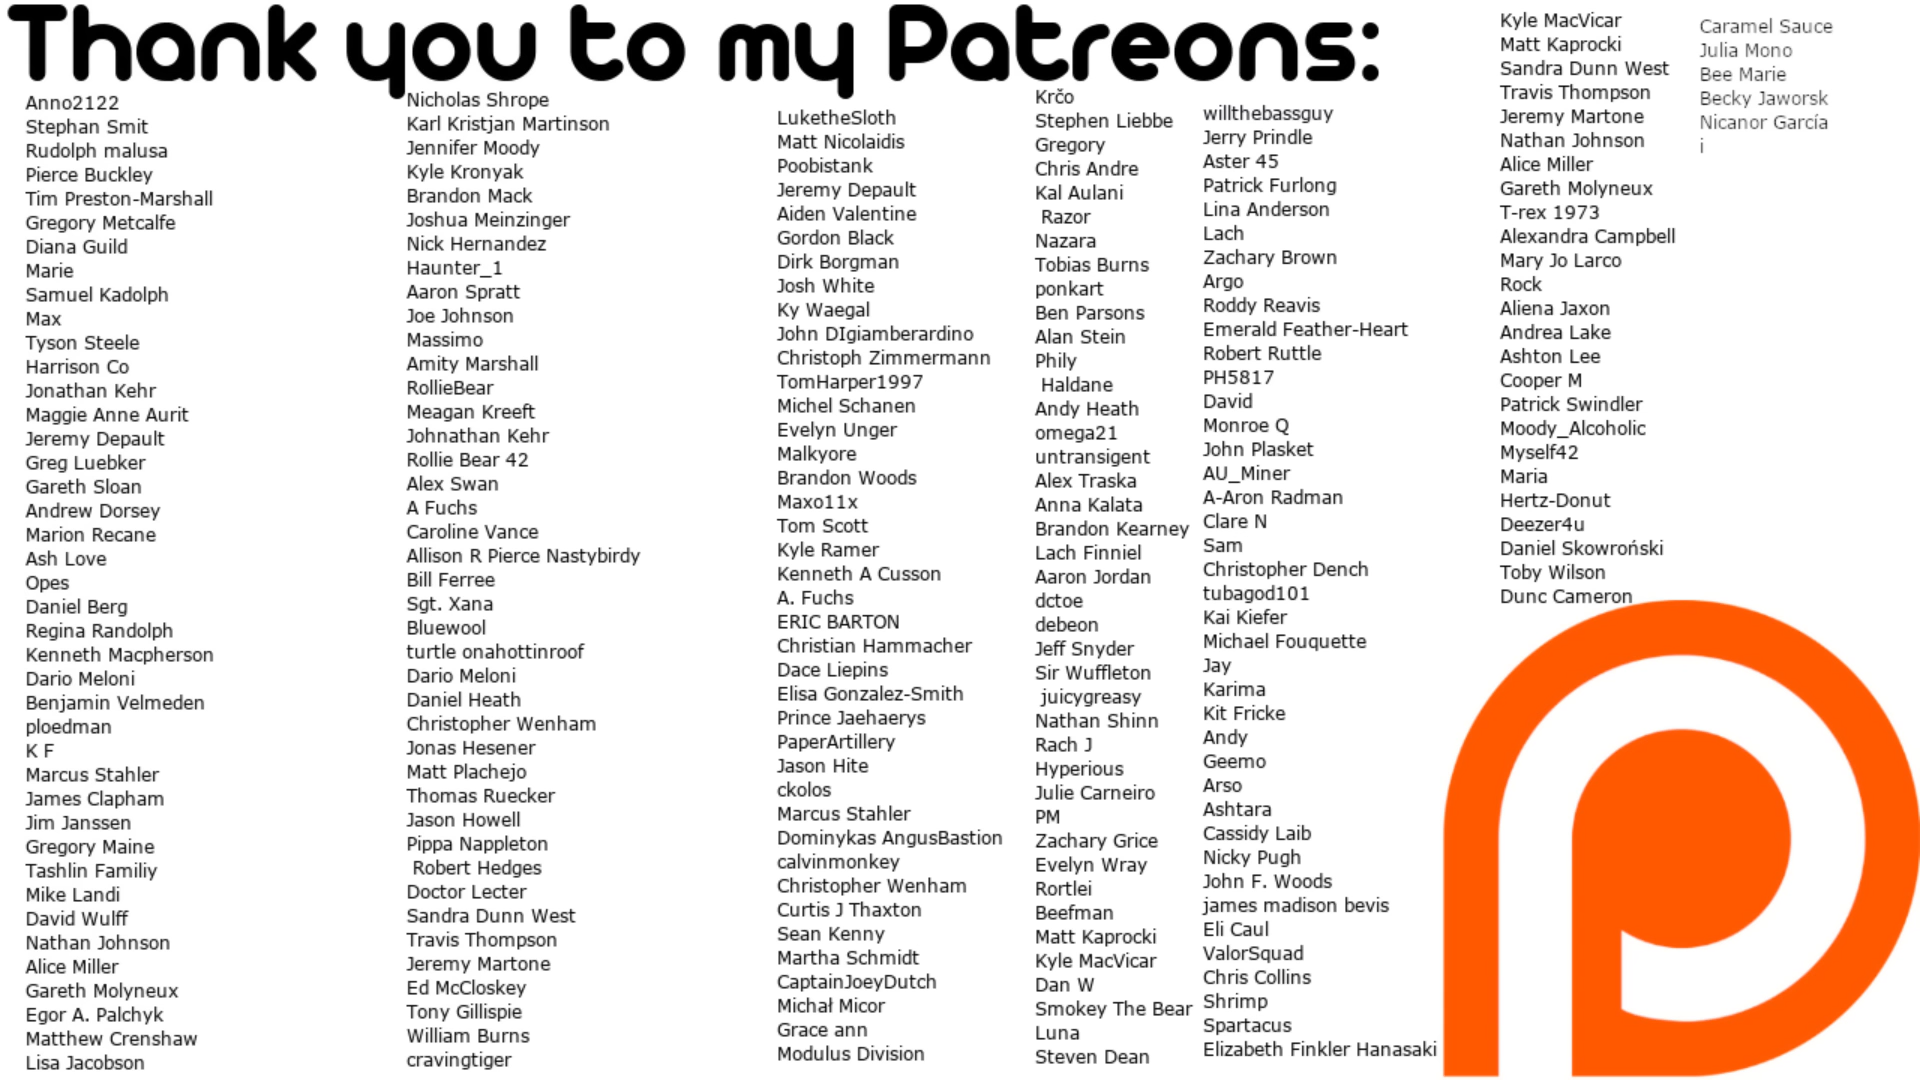 Thank you to my Patreons:
Anno2122
Stephan Smit
Rudolph malusa
Pierce Buckley
Tim Preston-Marshall
Gregory Metcalfe
Diana Guild
Marie
Samuel Kadolph
Max
Tyson Steele
Harrison Co
Jonathan Kehr
Maggie Anne Aurit
Jeremy Depault
Greg Luebker
Gareth Sloan
Andrew Dorsey
Marion Recane
Ash Love
Opes
Daniel Berg
Regina Randolph
Kenneth Macpherson
Dario Meloni
Benjamin Velmeden
ploedman
K F
Marcus Stahler
James Clapham
Jim Janssen
Gregory Maine
Tashlin Familiy
Mike Landi
David Wulff
Nathan Johnson
Alice Miller
Gareth Molyneux
Egor A. Palchyk
Matthew Crenshaw
Lisa Jacobson
Nicholas Shrope
Karl Kristjan Martinson
Jennifer Moody
Kyle Kronyak
Brandon Mack
Joshua Meinzinger
Nick Hernandez
Haunter_1
Aaron Spratt
Joe Johnson
Massimo
Amity Marshall
RollieBear
Meagan Kreeft
Johnathan Kehr
Rollie Bear 42
Alex Swan
A Fuchs
Caroline Vance
Allison R Pierce Nastybirdy
Bill Ferree
Sgt. Xana
Bluewool
turtle onahottinroof
Dario Meloni
Daniel Heath
Christopher Wenham
Jonas Hesener
Matt Plachejo
Thomas Ruecker
Jason Howell
Pippa Nappleton
Robert Hedges
Doctor Lecter
Sandra Dunn West
Travis Thompson
Jeremy Martone
Ed McCloskey
Tony Gillispie
William Burns
cravingtiger
LuketheSloth
Matt Nicolaidis
Poobistank
Jeremy Depault
Aiden Valentine
Gordon Black
Dirk Borgman
Josh White
Ky Waegal
John DIgiamberardino
Christoph Zimmermann
TomHarper1997
Michel Schanen
Evelyn Unger
Malkyore
Brandon Woods
Maxo11x
Tom Scott
Kyle Ramer
Kenneth A Cusson
A. Fuchs
ERIC BARTON
Christian Hammacher
Dace Liepins
Elisa Gonzalez-Smith
Prince Jaehaerys
PaperArtillery
Jason Hite
ckolos
Marcus Stahler
Dominykas AngusBastion
calvinmonkey
Christopher Wenham
Curtis J Thaxton
Sean Kenny
Martha Schmidt
CaptainJoeyDutch
Michał Micor
Grace ann
Modulus Division
Krčo
Stephen Liebbe
Gregory
Chris Andre
Kal Aulani
Razor
Nazara
Tobias Burns
ponkart
Ben Parsons
Alan Stein
Phily
Haldane
Andy Heath
omega21
untransigent
Alex Traska
Anna Kalata
Brandon Kearney
Lach Finniel
Aaron Jordan
dctoe
debeon
Jeff Snyder
Sir Wuffleton
juicygreasy
Nathan Shinn
Rach J
Hyperious
Julie Carneiro
PM
Zachary Grice
Evelyn Wray
Rortlei
Beefman
Matt Kaprocki
Kyle MacVicar
Dan W
Smokey The Bear
Luna
Steven Dean
willthebassguy
Jerry Prindle
Aster 45
Patrick Furlong
Lina Anderson
Lach
Zachary Brown
Argo
Roddy Reavis
Emerald Feather-Heart
Robert Ruttle
PH5817
David
Monroe Q
John Plasket
AU_Miner
A-Aron Radman
Clare N
Sam
Christopher Dench
tubagod101
Kai Kiefer
Michael Fouquette
Jay
Karima
Kit Fricke
Andy
Geemo
Arso
Ashtara
Cassidy Laib
Nicky Pugh
John F. Woods
james madison bevis
Eli Caul
ValorSquad
Chris Collins
Shrimp
Spartacus
Elizabeth Finkler Hanasaki
Kyle MacVicar
Matt Kaprocki
Sandra Dunn West
Travis Thompson
Jeremy Martone
Nathan Johnson
Alice Miller
Gareth Molyneux
T-rex 1973
Alexandra Campbell
Mary Jo Larco
Rock
Aliena Jaxon
Andrea Lake
Ashton Lee
Cooper M
Patrick Swindler
Moody_Alcoholic
Myself42
Maria
Hertz-Donut
Deezer4u
Daniel Skowroński
Toby Wilson
Dunc Cameron
Caramel Sauce
Julia Mono
Bee Marie
Becky Jaworsk
Nicanor García
i